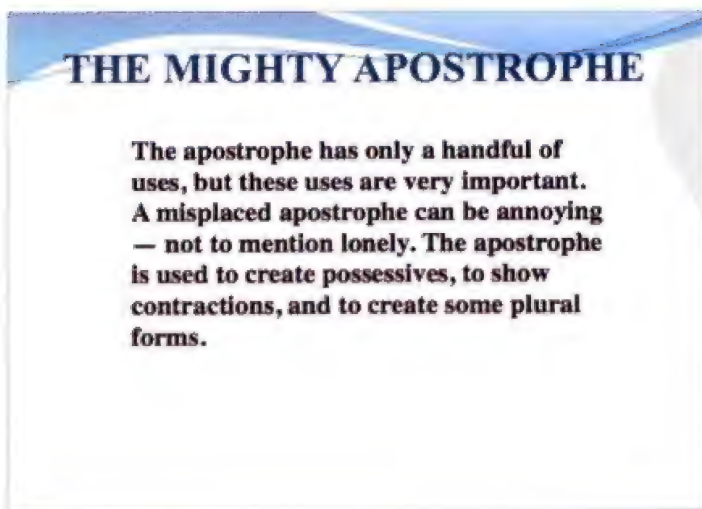 THE MIGHTY APOSTROPHE
The apostrophe has only a handful of
uses, but these uses are very important.
A misplaced apostrophe can be annoying
— not to mention lonely. The apostrophe
is used to create possessives, to show
contractions, and to create some plural
forms.